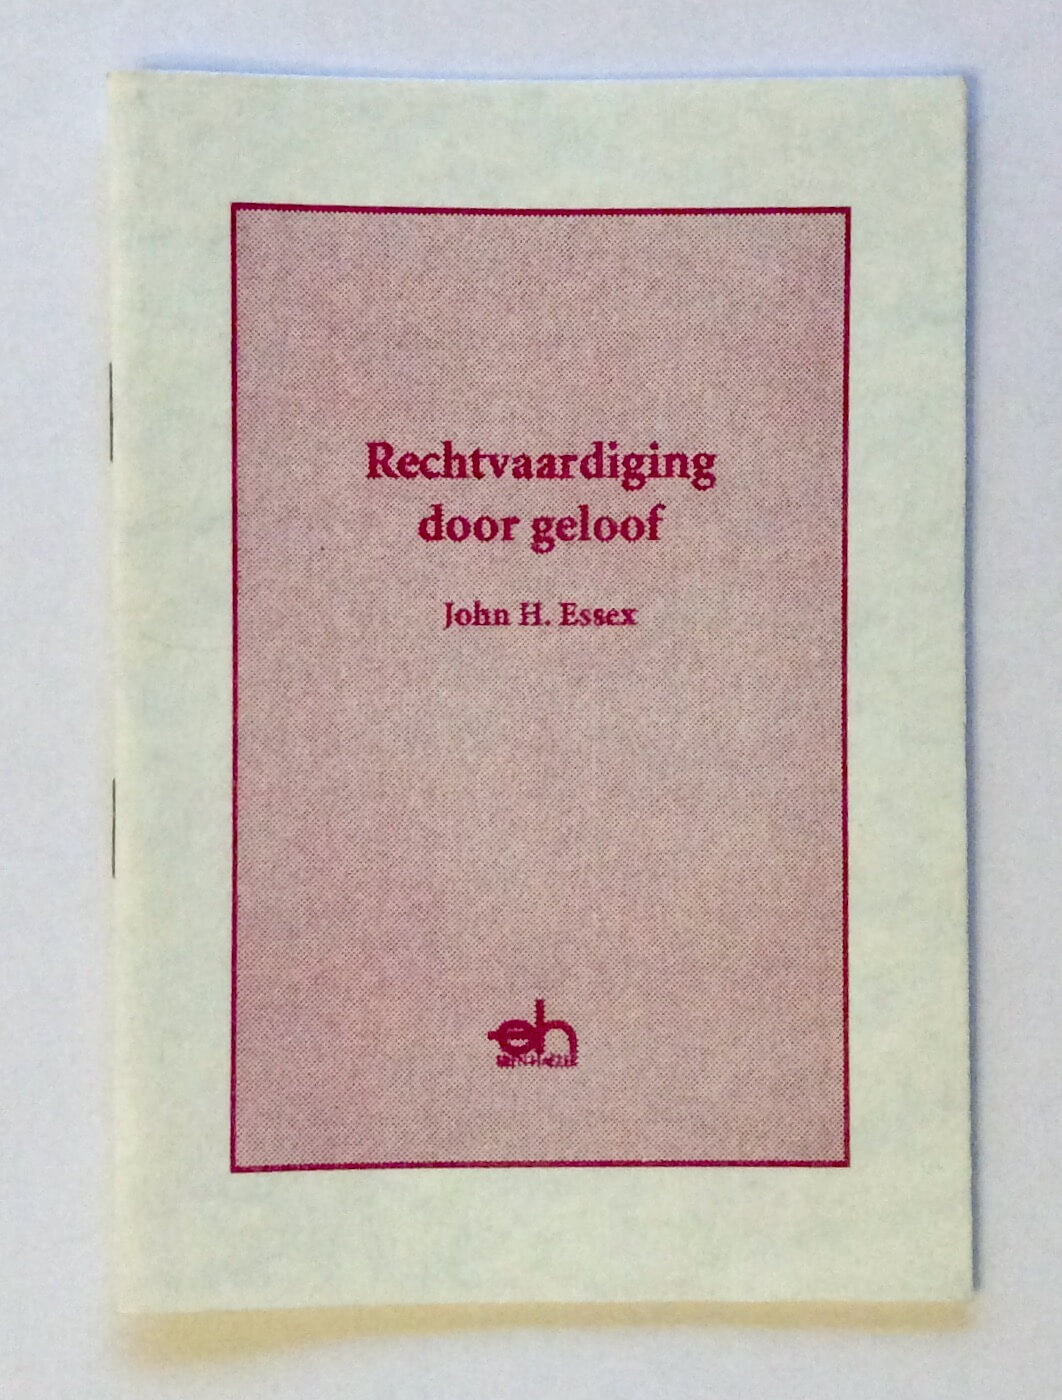 Rechtvaardiging
door geloof
John H. Essex
eh